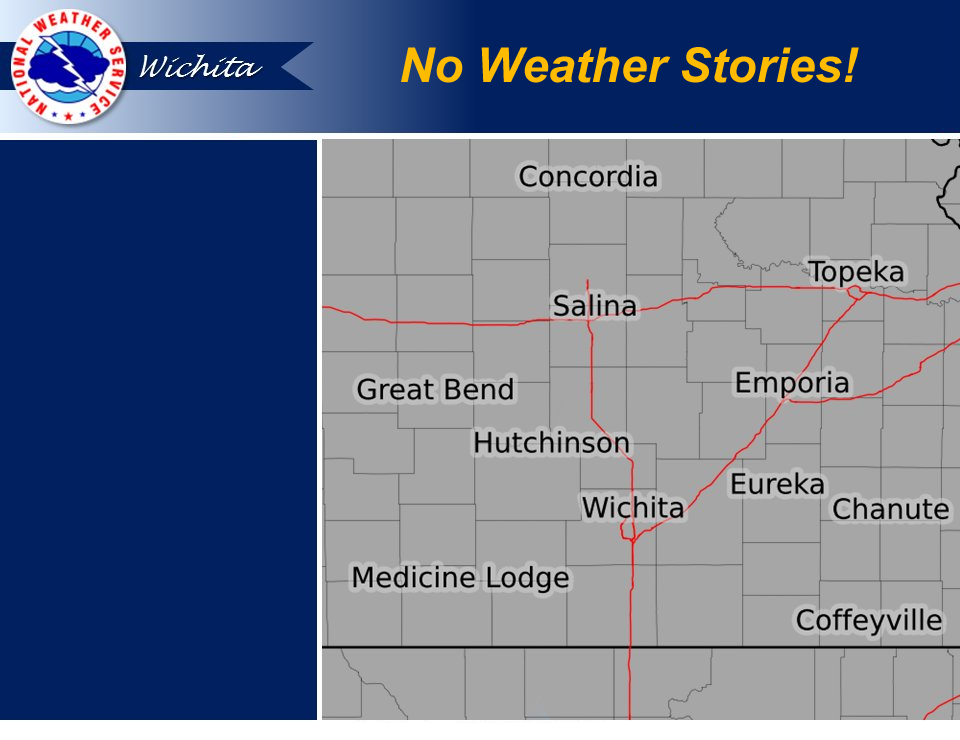 NATIONAL WEATHER SERVICE
Wichita
No Weather Stories!
Concordia
Topeka
Salina
Great Bend
Emporia
Hutchinson
Eureka
Wichita
Chanute
Medicine Lodge
Coffeyville